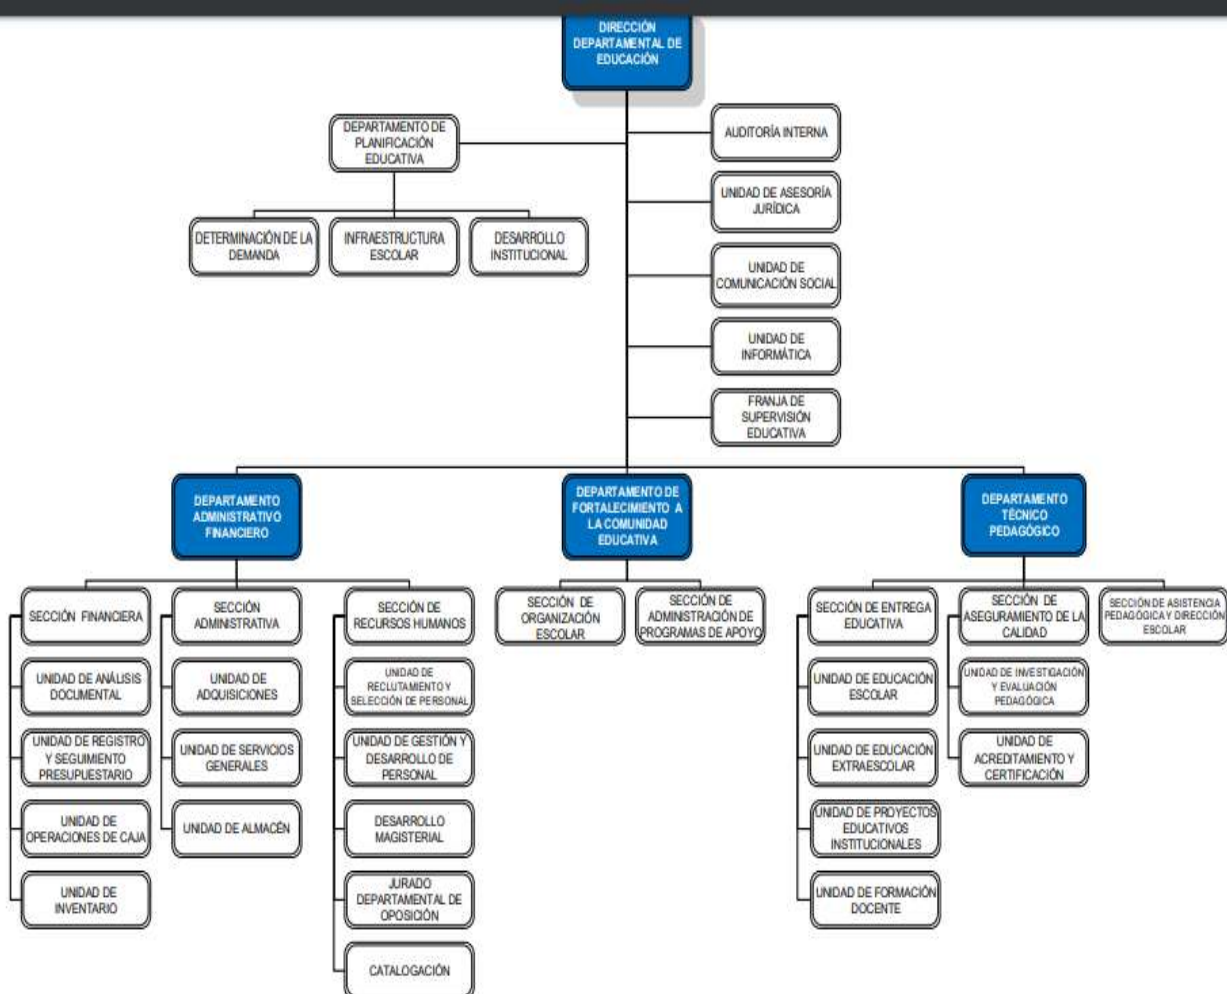 DIRECCIÓN
DEPARTAMENTAL DE
EDUCACIÓN
DEPARTAMENTO DE
PLANIFICACIÓN
EDUCATIVA
DETERMINACIÓN DE LA
DEMANDA
INFRAESTRUCTURA
ESCOLAR
DESARROLLO
INSTITUCIONAL
AUDITORÍA INTERNA
UNIDAD DE ASESORÍA
JURÍDICA
UNIDAD DE
COMUNICACIÓN SOCIAL
UNIDAD DE
INFORMÁTICA
FRANJA DE
SUPERVISIÓN
EDUCATIVA
DEPARTAMENTO
ADMINISTRATIVO
FINANCIERO
DEPARTAMENTO DE
FORTALECIMIENTO A
LA COMUNIDAD
EDUCATIVA
DEPARTAMENTO
TÉCNICO
PEDAGÓGICO
SECCIÓN FINANCIERA
UNIDAD DE ANÁLISIS
DOCUMENTAL
UNIDAD DE REGISTRO
Y SEGUIMIENTO
PRESUPUESTARIO
UNIDAD DE
OPERACIONES DE CAJA
UNIDAD DE
INVENTARIO
SECCIÓN
ADMINISTRATIVA
UNIDAD DE
ADQUISICIONES
UNIDAD DE SERVICIOS
GENERALES
UNIDAD DE ALMACÉN
SECCIÓN DE
RECURSOS HUMANOS
UNIDAD DE
RECLUTAMIENTO Y
SELECCIÓN DE PERSONAL
UNIDAD DE GESTIÓN Y
DESARROLLO DE
PERSONAL
DESARROLLO
MAGISTERIAL
JURADO
DEPARTAMENTAL DE
OPOSICIÓN
CATALOGACIÓN
SECCIÓN DE
ORGANIZACIÓN
ESCOLAR
SECCIÓN DE
ADMINISTRACIÓN DE
PROGRAMAS DE APOYO
SECCIÓN DE ENTREGA
EDUCATIVA
UNIDAD DE EDUCACIÓN
ESCOLAR
UNIDAD DE EDUCACIÓN
EXTRAESCOLAR
UNIDAD DE PROYECTOS
EDUCATIVOS
INSTITUCIONALES
UNIDAD DE FORMACIÓN
DOCENTE
SECCIÓN DE
ASEGURAMIENTO DE LA
CALIDAD
UNIDAD DE INVESTIGACIÓN
Y EVALUACIÓN
PEDAGÓGICA
UNIDAD DE
ACREDITAMIENTO Y
CERTIFICACIÓN
SECCIÓN DE ASISTENCIA
PEDAGÓGICA Y DIRECCIÓN
ESCOLAR